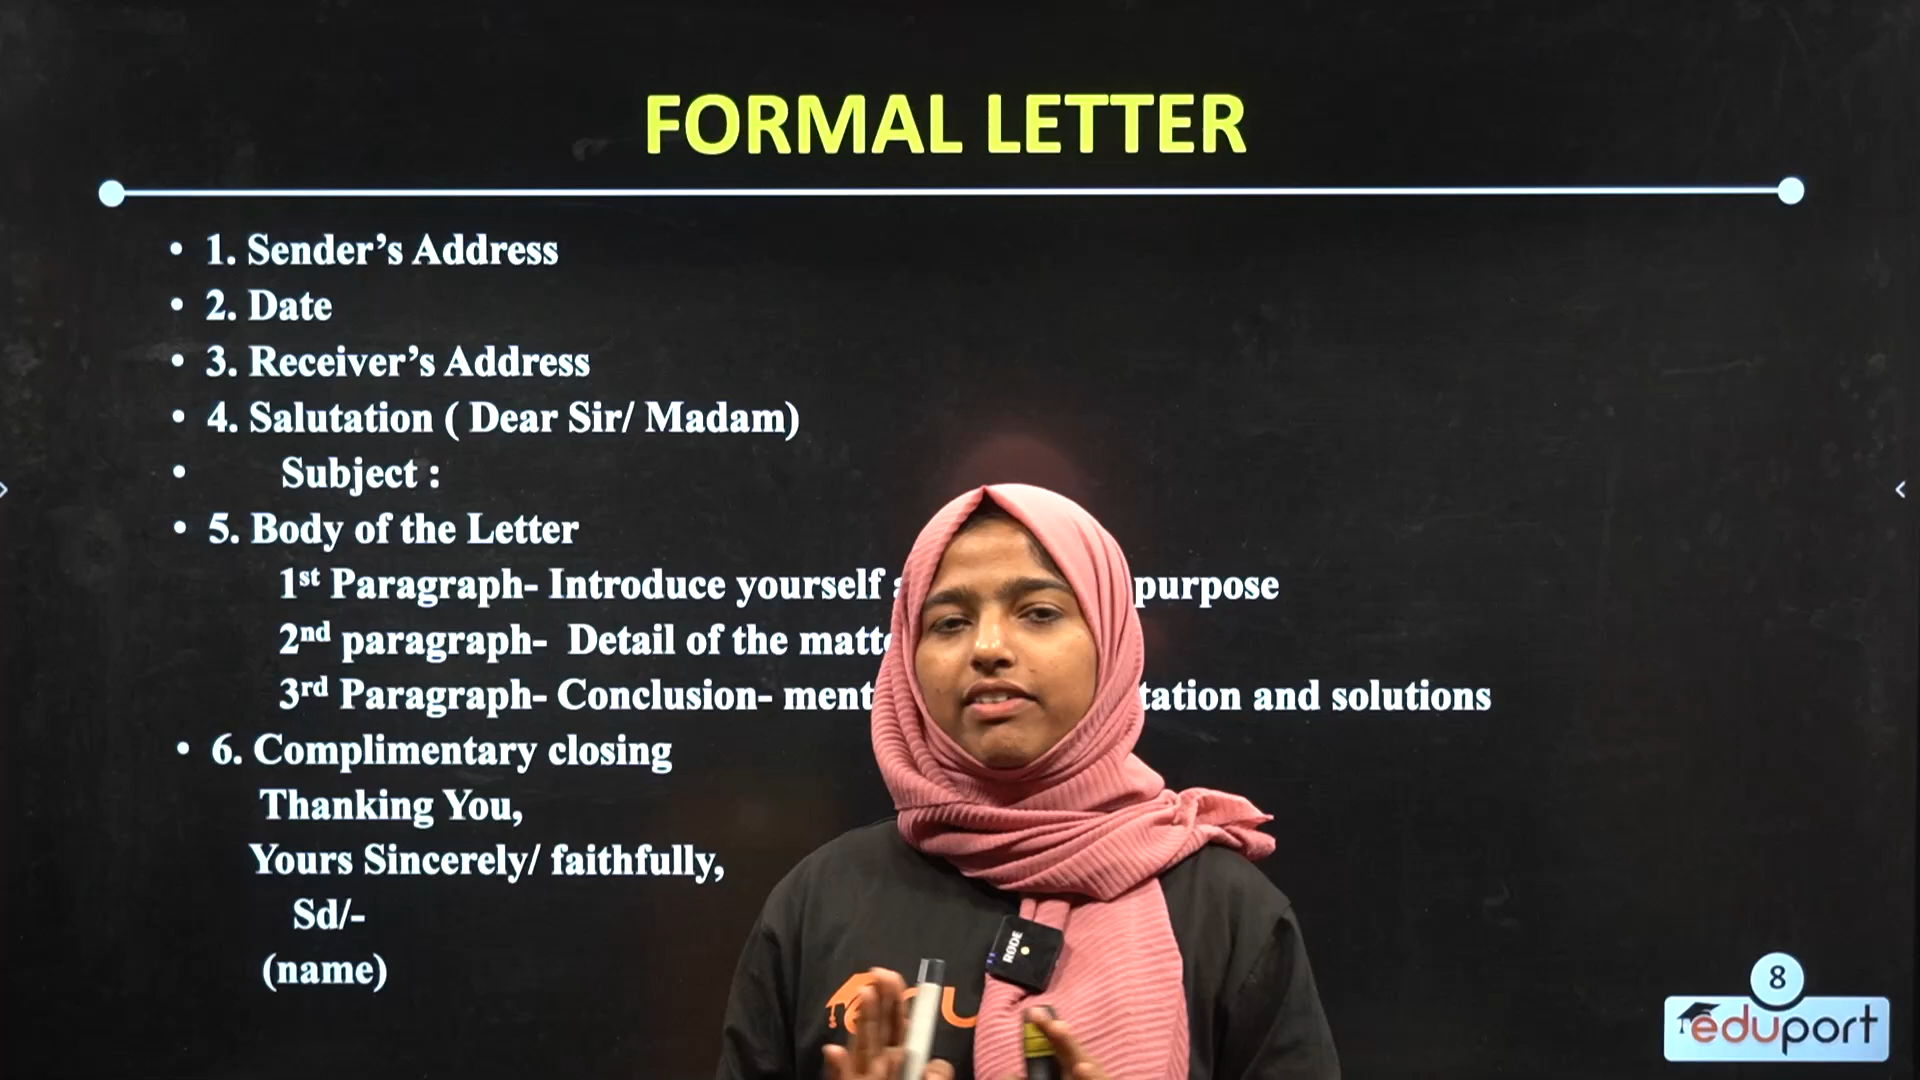 FORMAL LETTER
• 1. Sender’s Address
• 2. Date
• 3. Receiver’s Address
• 4. Salutation ( Dear Sir/ Madam)
• Subject :
• 5. Body of the Letter
1st Paragraph- Introduce yourself purpose
2nd paragraph- Detail of the
3rd Paragraph- Conclusion- and solutions
• 6. Complimentary closing
Thanking You,
Yours Sincerely/ faithfully,
Sd/-
(name)
RODE
8
eduport